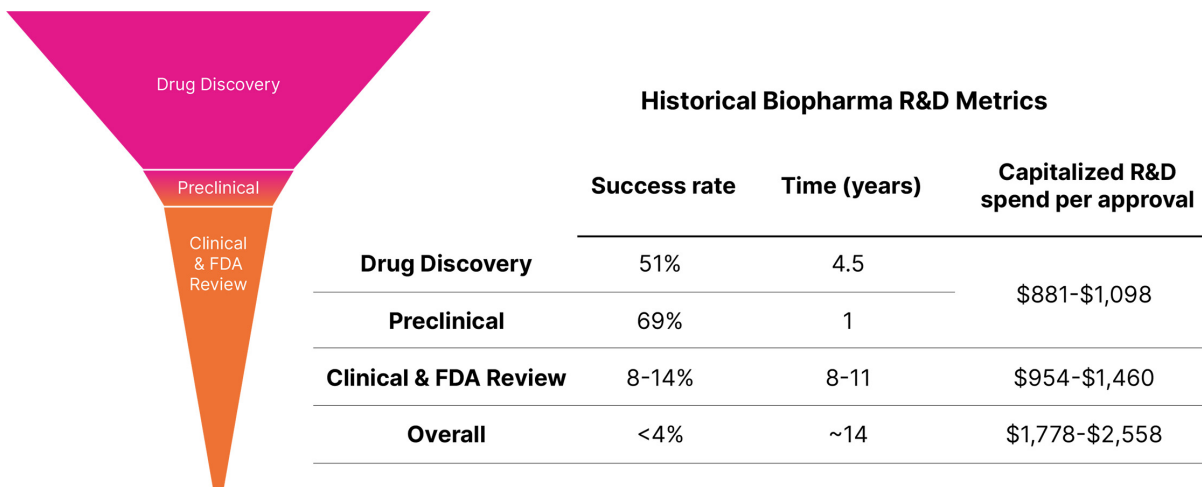 Drug Discovery
Preclinical
Clinical
& FDA
Review
Historical Biopharma R&D Metrics
Success rate Time (years) Capitalized R&D
spend per approval
Drug Discovery 51% 4.5
$881-$1,098
Preclinical 69% 1
Clinical & FDA Review 8-14% 8-11 $954-$1,460
Overall <4% ~14 $1,778-$2,558